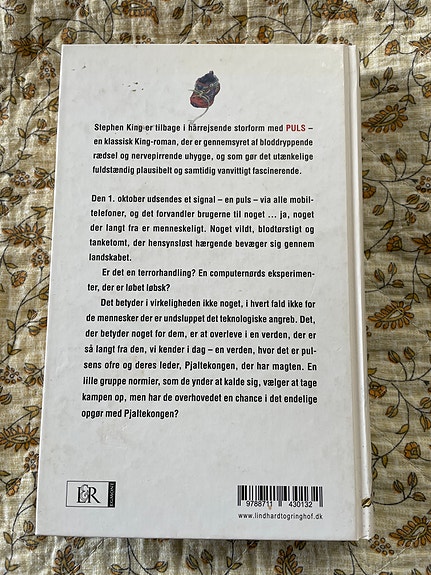 Stephen King er tilbage i hårrejsende storform med PULS –
en klassisk King-roman, der er gennemsyret af bloddryppende
rædsel og nervepirrende uhygge, og som gør det utænkelige
fuldstændig plausibelt og samtidig vanvittigt fascinerende.
Den 1. oktober udsendes et signal – en puls – via alle mobil-
telefoner, og det forvandler brugerne til noget ... ja, noget
der langt fra er menneskeligt. Noget vildt, blodtørstigt og
tanketomt, der hensynsløst hærgende bevæger sig gennem
landskabet.
Er det en terrorhandling? En computernørds eksperimen-
ter, der er løbet løbsk?
Det betyder i virkeligheden ikke noget, i hvert fald ikke for
de mennesker der er undsluppet det teknologiske angreb. Det,
der betyder noget for dem, er at overleve i en verden, der er
så langt fra den, vi kender i dag – en verden, hvor det er pul-
sens ofre og deres leder, Pjaltekongen, der har magten. En
lille gruppe normier, som de ynder at kalde sig, vælger at tage
kampen op, men har de overhovedet en chance i det endelige
opgør med Pjaltekongen?
L&R
EGMONT
9788711 430132
www.lindhardtogringhof.dk